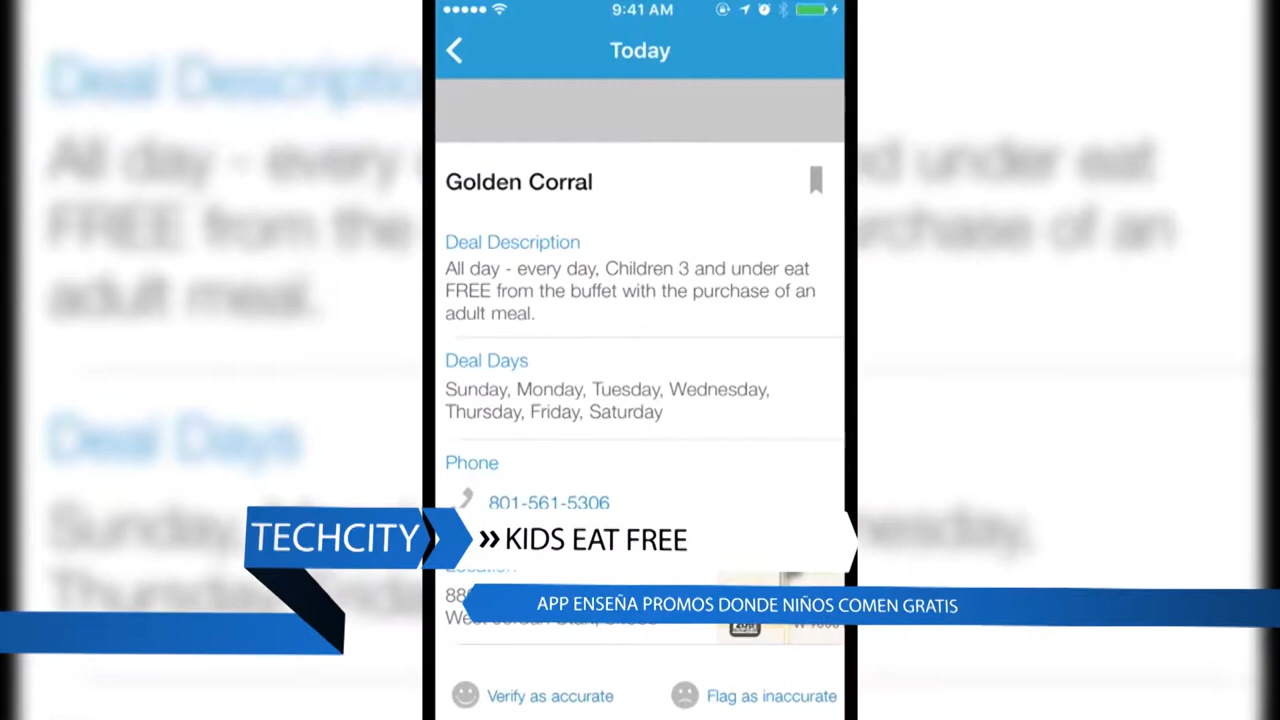 9:41 AM
Today
Golden Corral
Deal Description
All day - every day, Children 3 and under eat
FREE from the buffet with the purchase of an
adult meal.
Deal Days
Sunday, Monday, Tuesday, Wednesday,
Thursday, Friday, Saturday
Phone
801-561-5306
TECHCITY
» KIDS EAT FREE
APP ENSEÑA PROMOS DONDE NIÑOS COMEN GRATIS
Verify as accurate
Flag as inaccurate